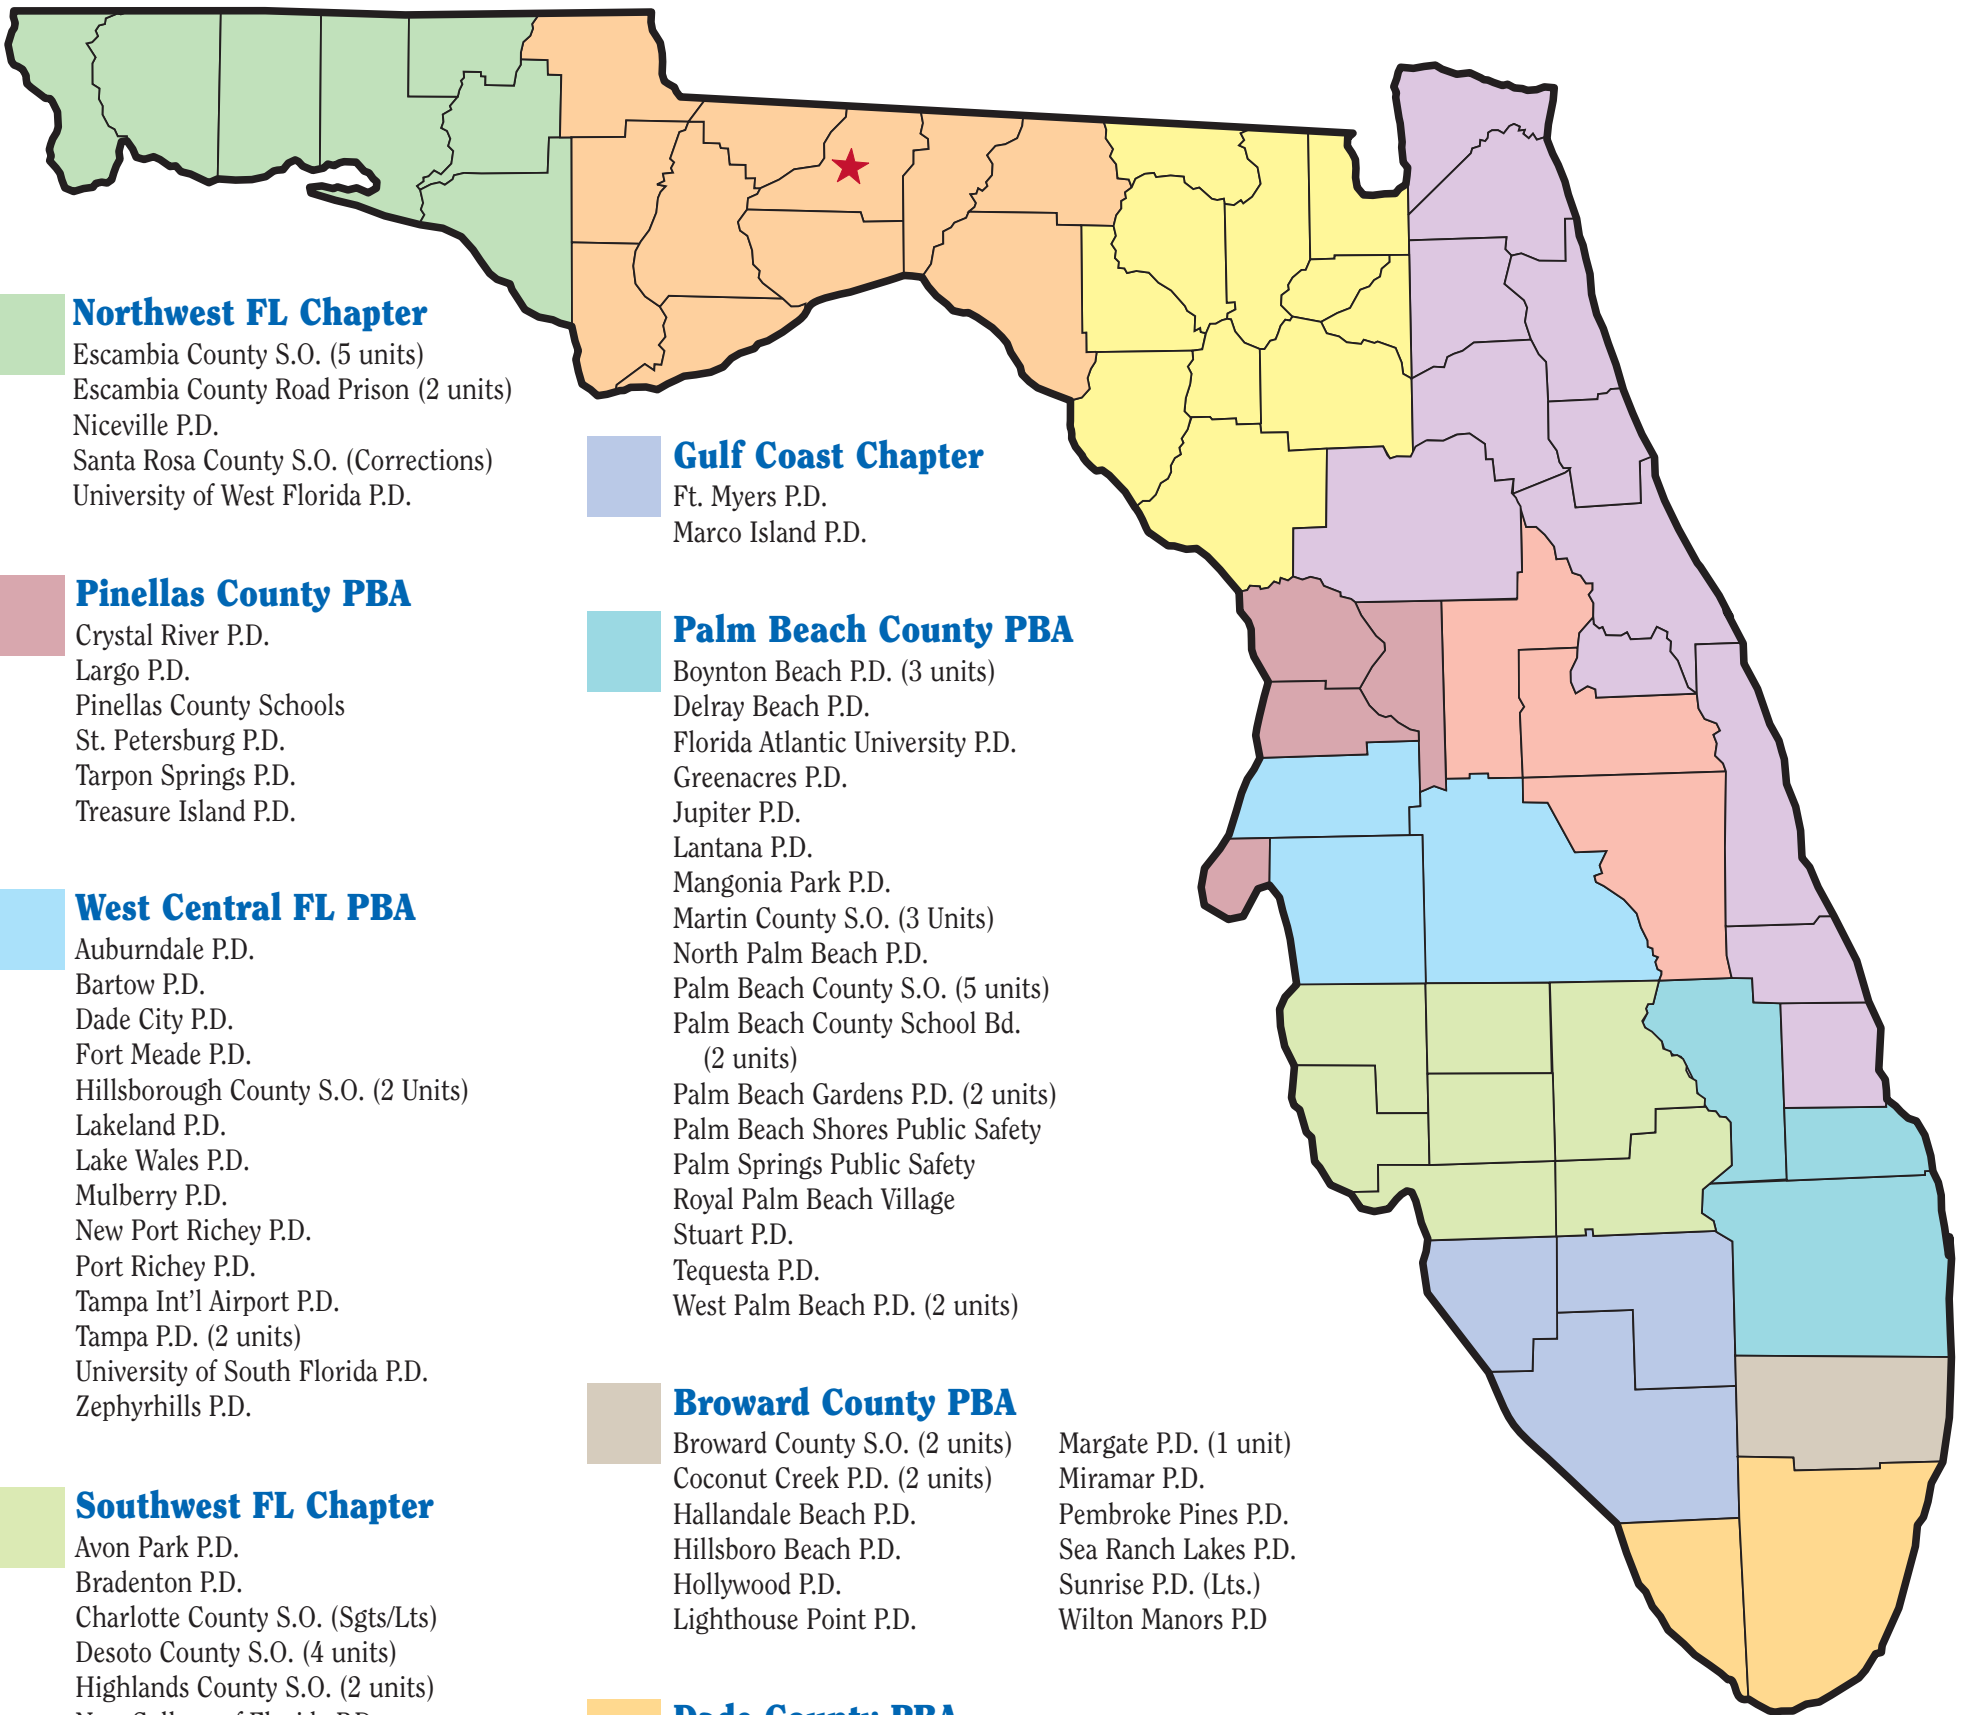 Northwest FL Chapter
Escambia County S.O. (5 units)
Escambia County Road Prison (2 units)
Niceville P.D.
Santa Rosa County S.O. (Corrections)
University of West Florida P.D.
Pinellas County PBA
Crystal River P.D.
Largo P.D.
Pinellas County Schools
St. Petersburg P.D.
Tarpon Springs P.D.
Treasure Island P.D.
West Central FL PBA
Auburndale P.D.
Bartow P.D.
Dade City P.D.
Fort Meade P.D.
Hillsborough County S.O. (2 Units)
Lakeland P.D.
Lake Wales P.D.
Mulberry P.D.
New Port Richey P.D.
Port Richey P.D.
Tampa Int'l Airport P.D.
Tampa P.D. (2 units)
University of South Florida P.D.
Zephyrhills P.D.
Southwest FL Chapter
Avon Park P.D.
Bradenton P.D.
Charlotte County S.O. (Sgts/Lts)
Desoto County S.O. (4 units)
Highlands County S.O. (2 units)
Gulf Coast Chapter
Ft. Myers P.D.
Marco Island P.D.
Palm Beach County PBA
Boynton Beach P.D. (3 units)
Delray Beach P.D.
Florida Atlantic University P.D.
Greenacres P.D.
Jupiter P.D.
Lantana P.D.
Mangonia Park P.D.
Martin County S.O. (3 Units)
North Palm Beach P.D.
Palm Beach County S.O. (5 units)
Palm Beach County School Bd.
(2 units)
Palm Beach Gardens P.D. (2 units)
Palm Beach Shores Public Safety
Palm Springs Public Safety
Royal Palm Beach Village
Stuart P.D.
Tequesta P.D.
West Palm Beach P.D. (2 units)
Broward County PBA
Broward County S.O. (2 units)
Coconut Creek P.D. (2 units)
Hallandale Beach P.D.
Hillsboro Beach P.D.
Hollywood P.D.
Lighthouse Point P.D.
Margate P.D. (1 unit)
Miramar P.D.
Pembroke Pines P.D.
Sea Ranch Lakes P.D.
Sunrise P.D. (Lts.)
Wilton Manors P.D
Dade County PBA